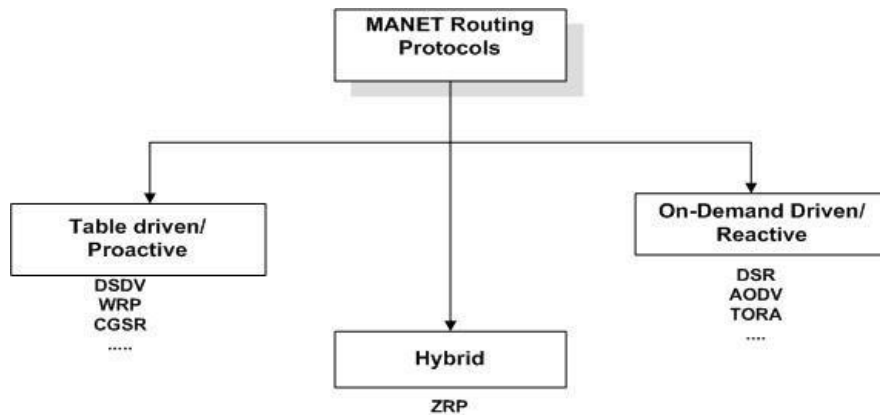 MANET Routing
Protocols
Table driven/
Proactive
DSDV
WRP
CGSR
.....
On-Demand Driven/
Reactive
DSR
AODV
TORA
....
Hybrid
ZRP